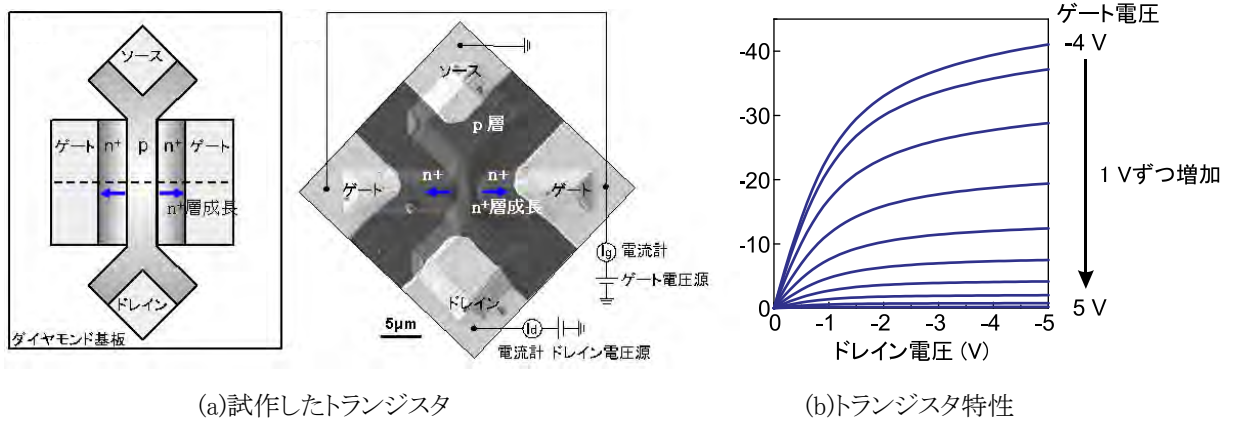 ソース
ゲート n⁺ p n⁺ ゲート
n⁺層成長
ドレイン
ダイヤモンド基板
ソース
p 層
n+ n+
ゲート ゲート
n⁺層成長
Ig 電流計
ゲート電圧源
ドレイン
5μm
Id
電流計 ドレイン電圧源
(a)試作したトランジスタ
ゲート電圧
-40
-30
-20
-10
0
-4 V
1 Vずつ増加
5 V
0 -1 -2 -3 -4 -5
ドレイン電圧 (V)
(b)トランジスタ特性